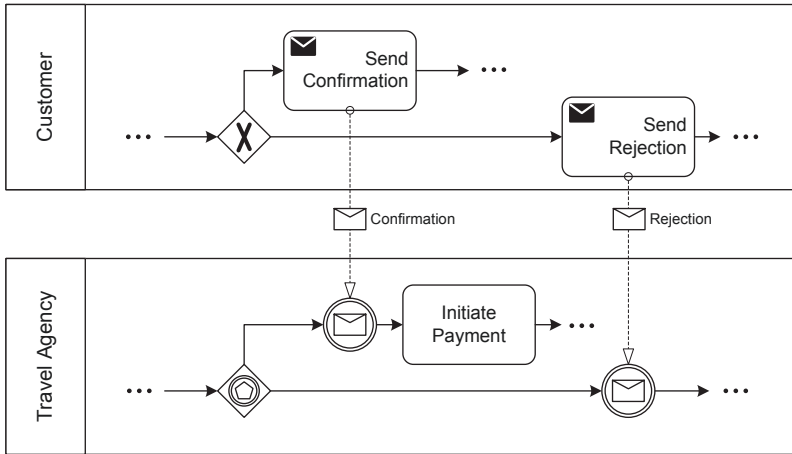 Customer
Send
Confirmation
•••
•••
X
Send
Rejection
•••
Confirmation
Rejection
Travel Agency
Initiate
Payment
•••
•••
•••